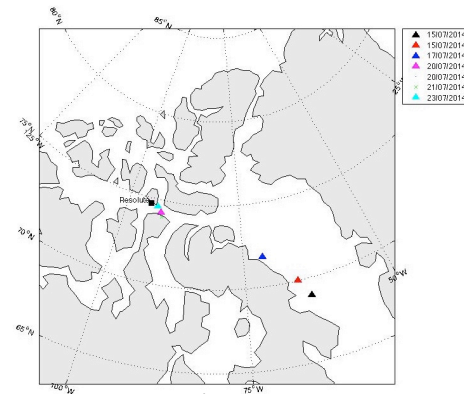 80°N
85°N
▲ 15/07/2014
▲ 15/07/2014
▲ 17/07/2014
▲ 20/07/2014
20/07/2014
× 21/07/2014
▲ 23/07/2014
25°W
75°N
125°W
Resolute
70°N
50°W
65°N
100°W
75°W